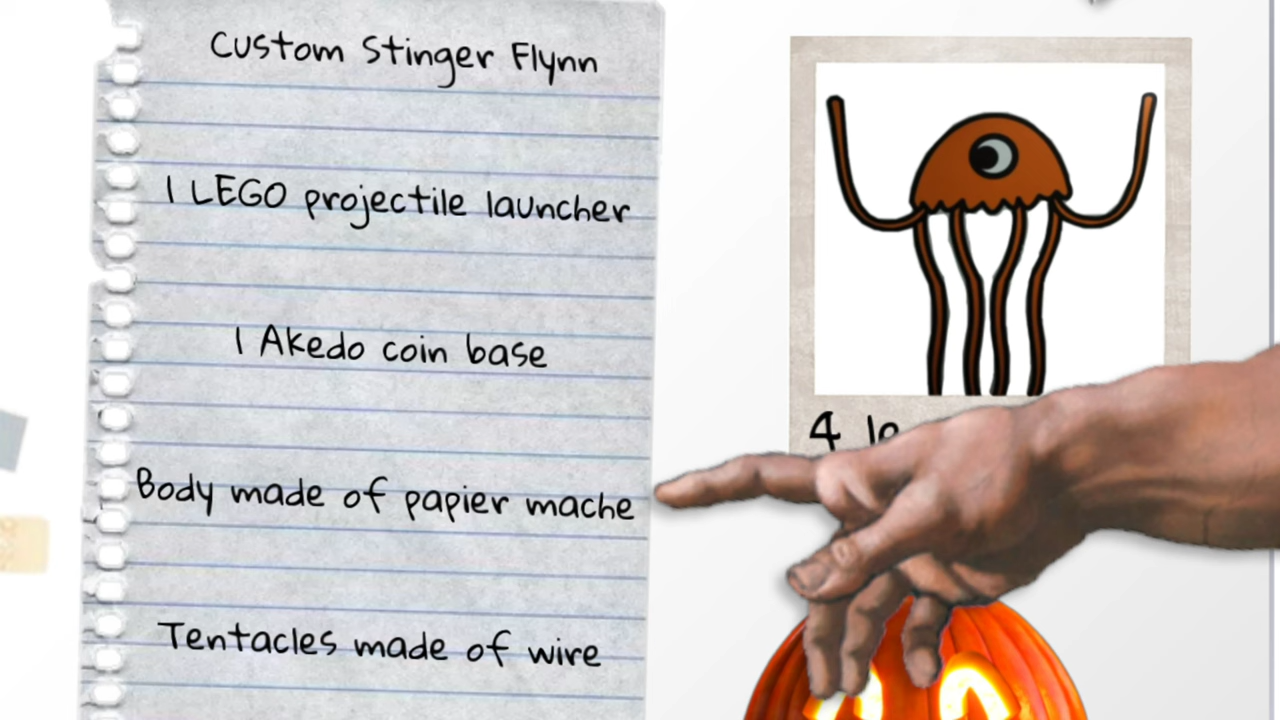 Custom Stinger Flynn
1 LEGO projectile launcher
1 Akedo coin base
Body made of papier mache
Tentacles made of wire
4